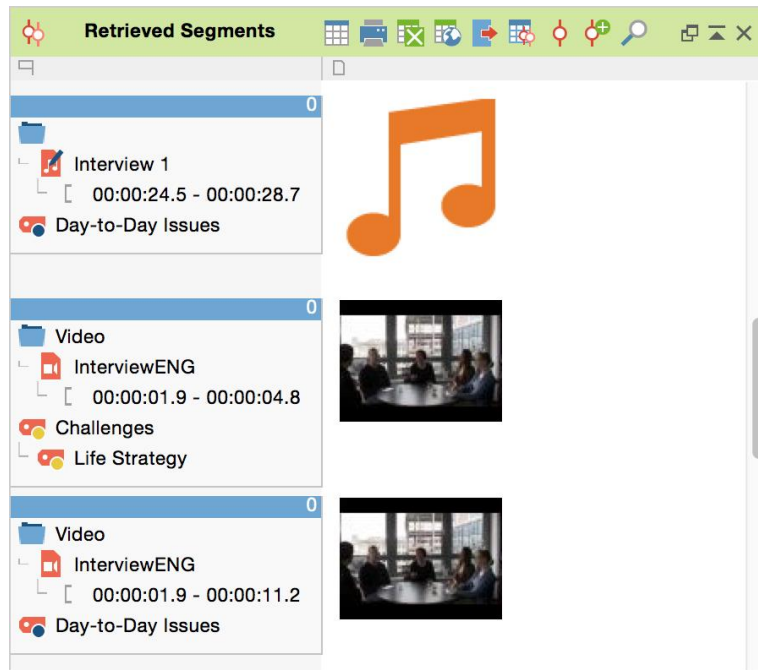 Retrieved Segments
0
Interview 1
00:00:24.5 - 00:00:28.7
Day-to-Day Issues
0
Video
InterviewENG
00:00:01.9 - 00:00:04.8
Challenges
Life Strategy
0
Video
InterviewENG
00:00:01.9 - 00:00:11.2
Day-to-Day Issues